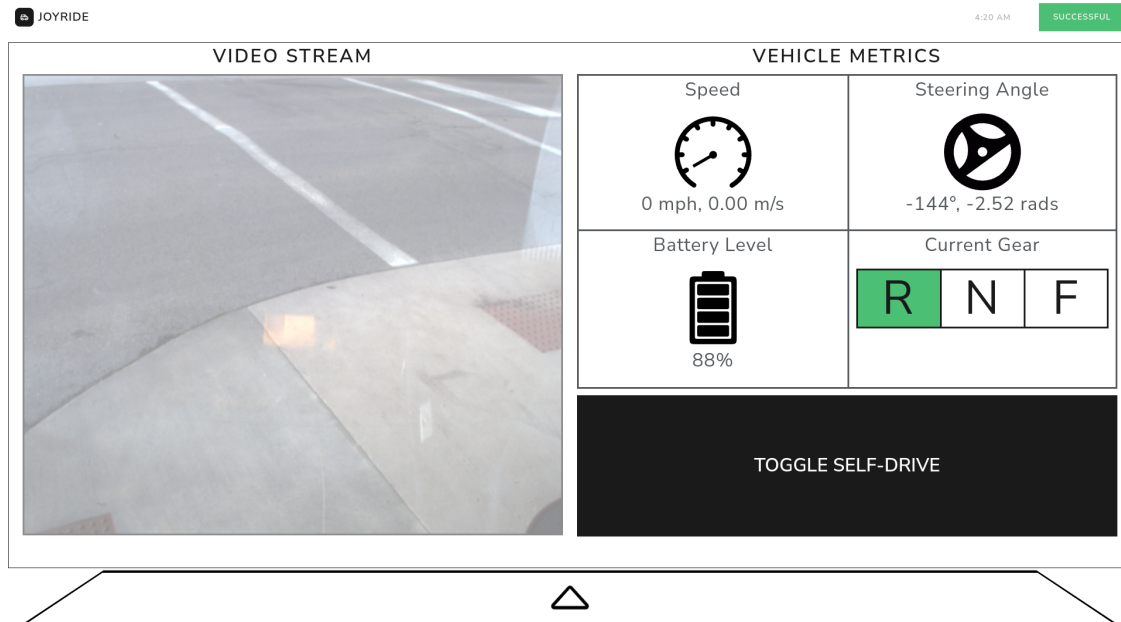 JOYRIDE
4:20 AM
SUCCESSFUL
VIDEO STREAM
VEHICLE METRICS
Speed
0 mph, 0.00 m/s
Steering Angle
-144°, -2.52 rads
Battery Level
88%
Current Gear
R N F
TOGGLE SELF-DRIVE